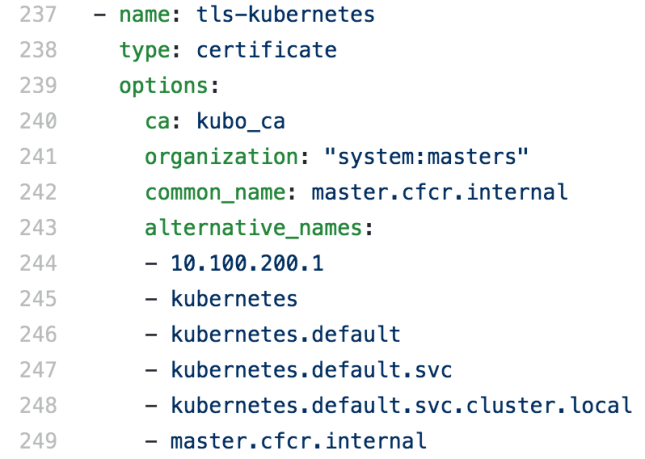 237 - name: tls-kubernetes
238 type: certificate
239 options:
240 ca: kubo_ca
241 organization: "system:masters"
242 common_name: master.cfcr.internal
243 alternative_names:
244 - 10.100.200.1
245 - kubernetes
246 - kubernetes.default
247 - kubernetes.default.svc
248 - kubernetes.default.svc.cluster.local
249 - master.cfcr.internal